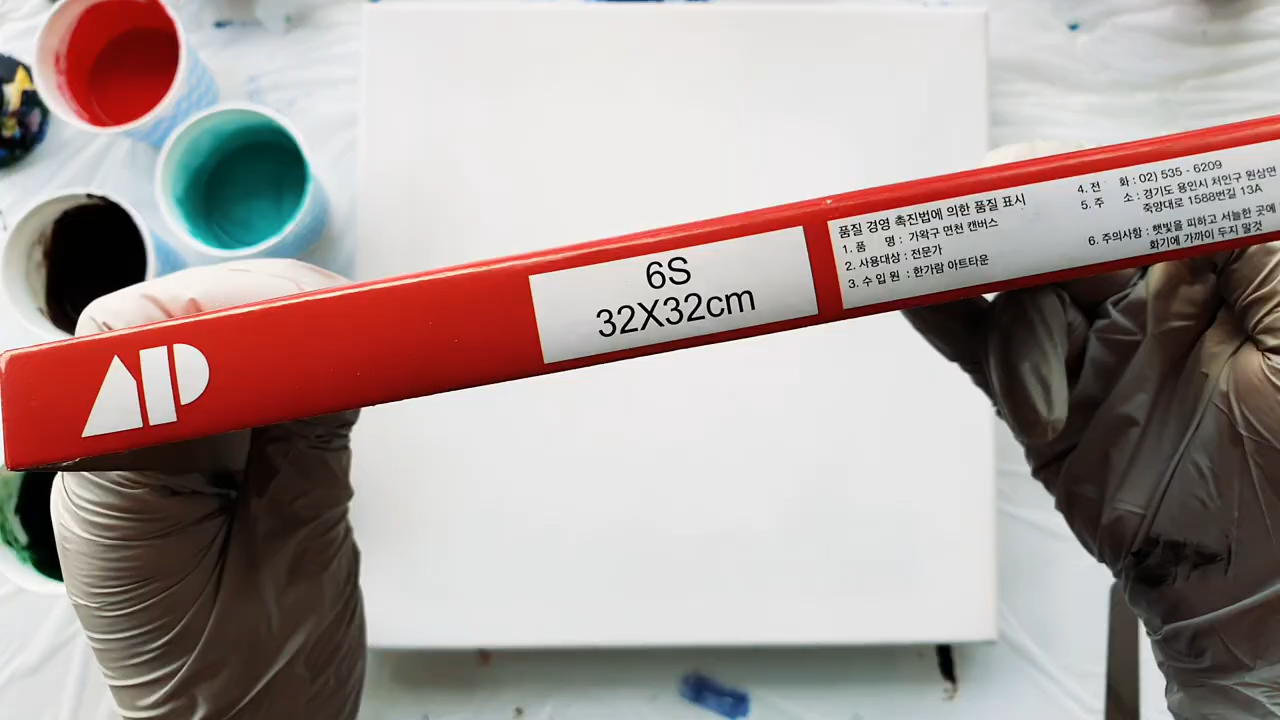 AP
6S
32X32cm
품질 경영 촉진법에 의한 품질 표시
1. 품 명 : 가왁구 면천 캔버스
2. 사용대상 : 전문가
3. 수 입 원 : 한가람 아트타운
4. 전 화 : 02) 535 - 6209
5. 주 소 : 경기도 용인시 처인구 원삼면
죽양대로 1588번길 13A
6. 주의사항 : 햇빛을 피하고 서늘한 곳에
화기에 가까이 두지 말것